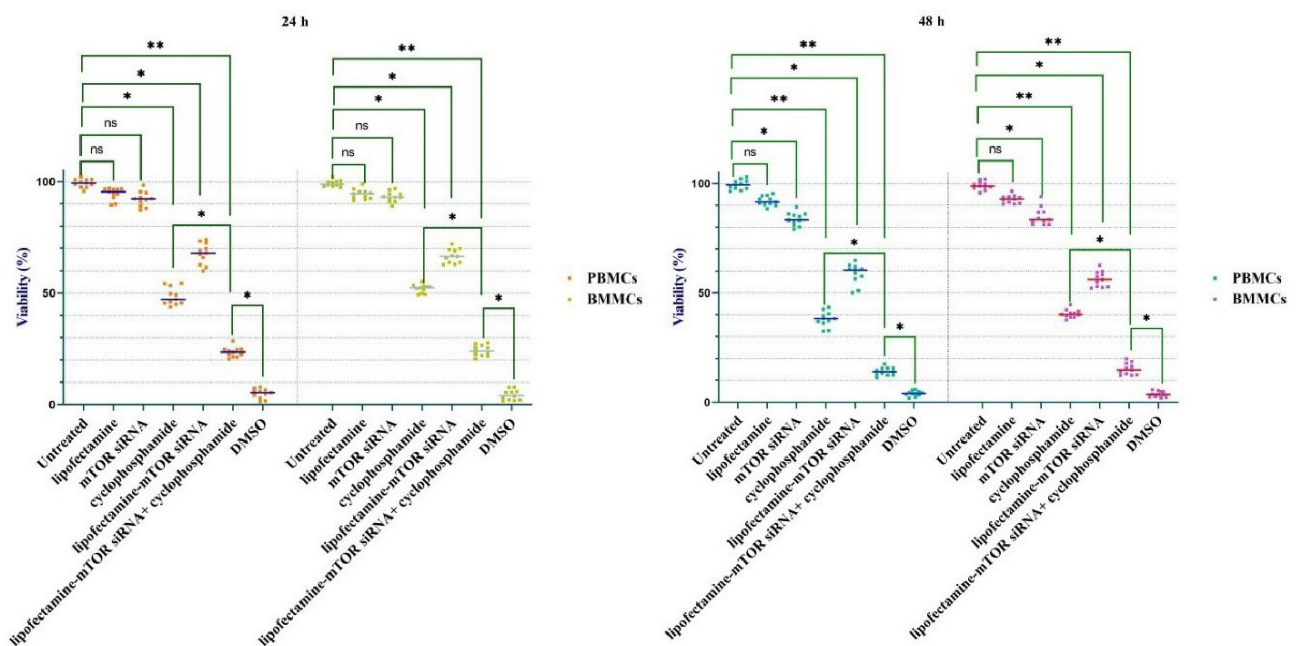 24 h
**
*
*
ns
ns
*
*
**
*
*
ns
ns
*
*
Viability (%)
100
50
0
PBMCs
BMMCs
Untreated
lipofectamine
mTOR siRNA
cyclophosphamide
lipofectamine-mTOR siRNA
lipofectamine-mTOR siRNA+ cyclophosphamide
DMSO
Untreated
lipofectamine
mTOR siRNA
cyclophosphamide
lipofectamine-mTOR siRNA
lipofectamine-mTOR siRNA+ cyclophosphamide
DMSO
48 h
**
*
**
*
ns
*
*
**
*
**
*
ns
*
*
Viability (%)
100
50
0
PBMCs
BMMCs
Untreated
lipofectamine
mTOR siRNA
cyclophosphamide
lipofectamine-mTOR siRNA
lipofectamine-mTOR siRNA+ cyclophosphamide
DMSO
Untreated
lipofectamine
mTOR siRNA
cyclophosphamide
lipofectamine-mTOR siRNA
lipofectamine-mTOR siRNA+ cyclophosphamide
DMSO